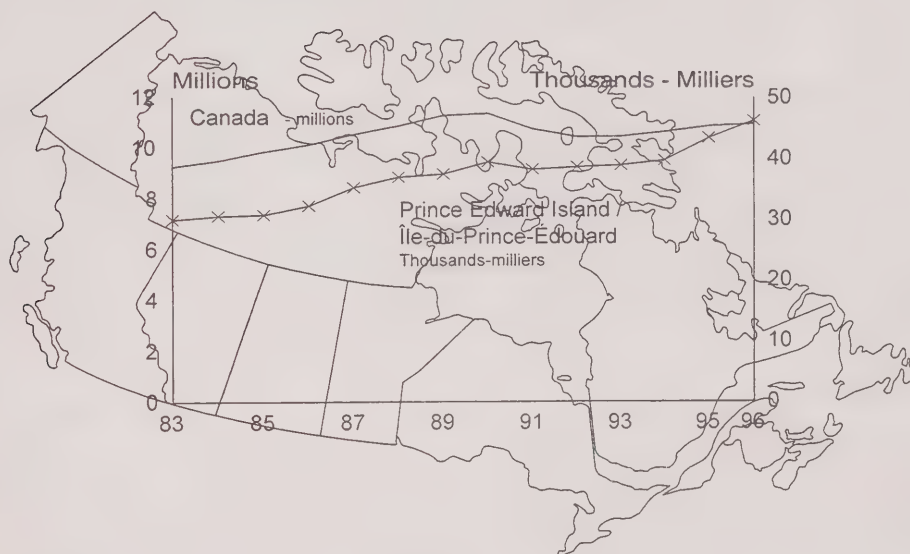 Millions
Thousands - Milliers
12
10
8
6
4
2
0
Canada - millions
Prince Edward Island /
Île-du-Prince-Édouard
Thousands-milliers
50
40
30
20
10
0
83 85 87 89 91 93 95 96